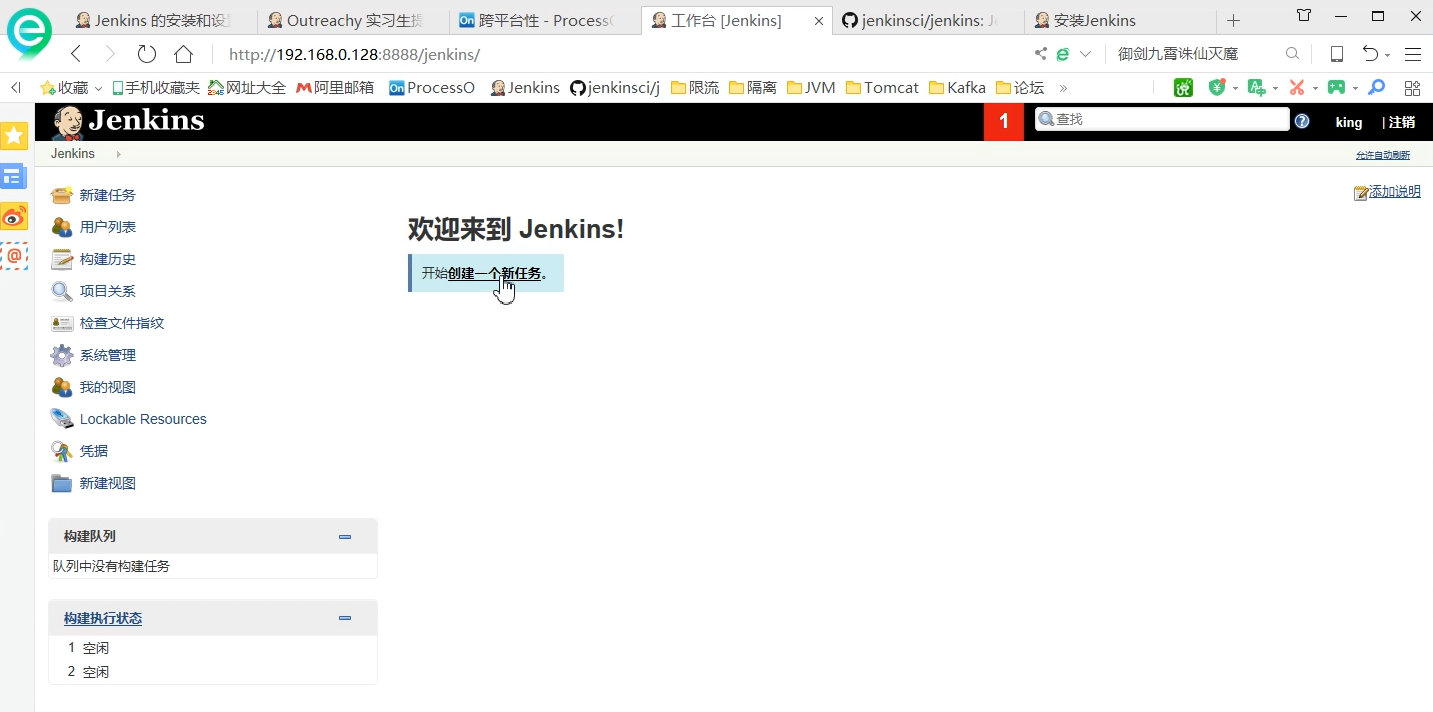 Jenkins 的安装和设置
Outreachy 实习生提
跨平台性 - ProcessO
工作台 [Jenkins]
jenkinsci/jenkins: Je
安装Jenkins
http://192.168.0.128:8888/jenkins/
御剑九霄诛仙灭魔
收藏
手机收藏夹
网址大全
阿里邮箱
ProcessO
Jenkins
jenkinsci/j
限流
隔离
JVM
Tomcat
Kafka
论坛
»
Jenkins
1
查找
king
| 注销
Jenkins
允许自动刷新
新建任务
用户列表
构建历史
项目关系
检查文件指纹
系统管理
我的视图
Lockable Resources
凭据
新建视图
添加说明
欢迎来到 Jenkins!
开始创建一个新任务。
构建队列
队列中没有构建任务
构建执行状态
1 空闲
2 空闲